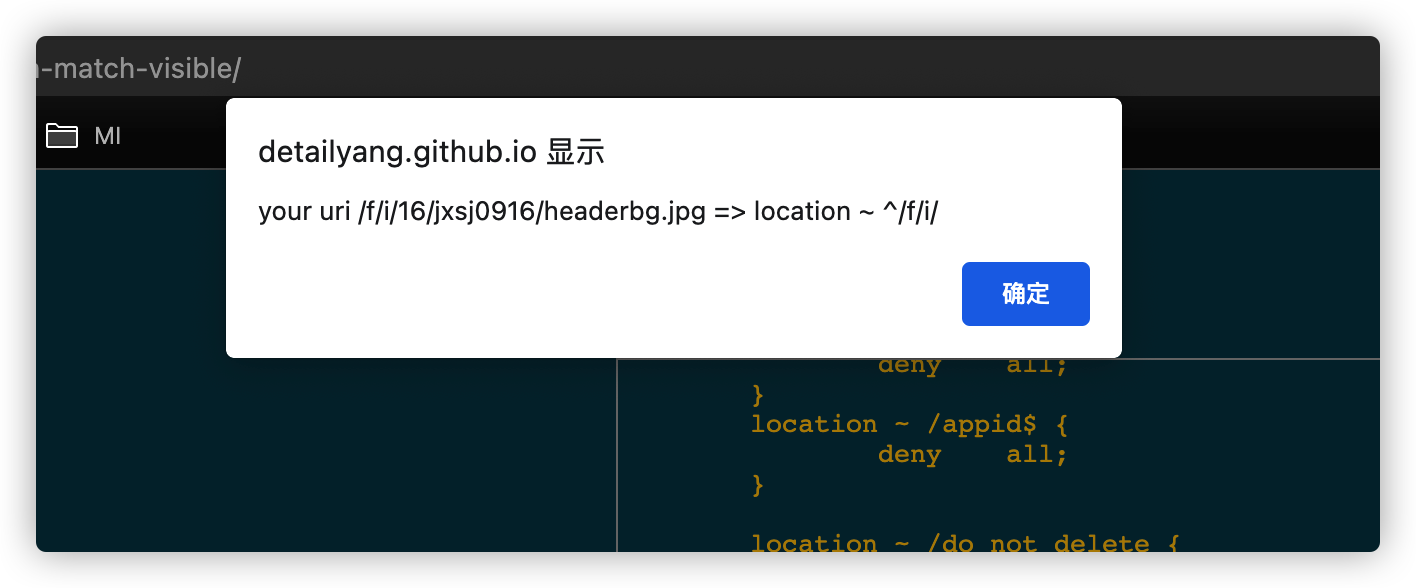 -match-visible/
MI
detailyang.github.io 显示
your uri /f/i/16/jxsj0916/headerbg.jpg => location ~ ^/f/i/
确定
deny all;
}
location ~ /appid$ {
deny all;
}
location ~ /do not delete {